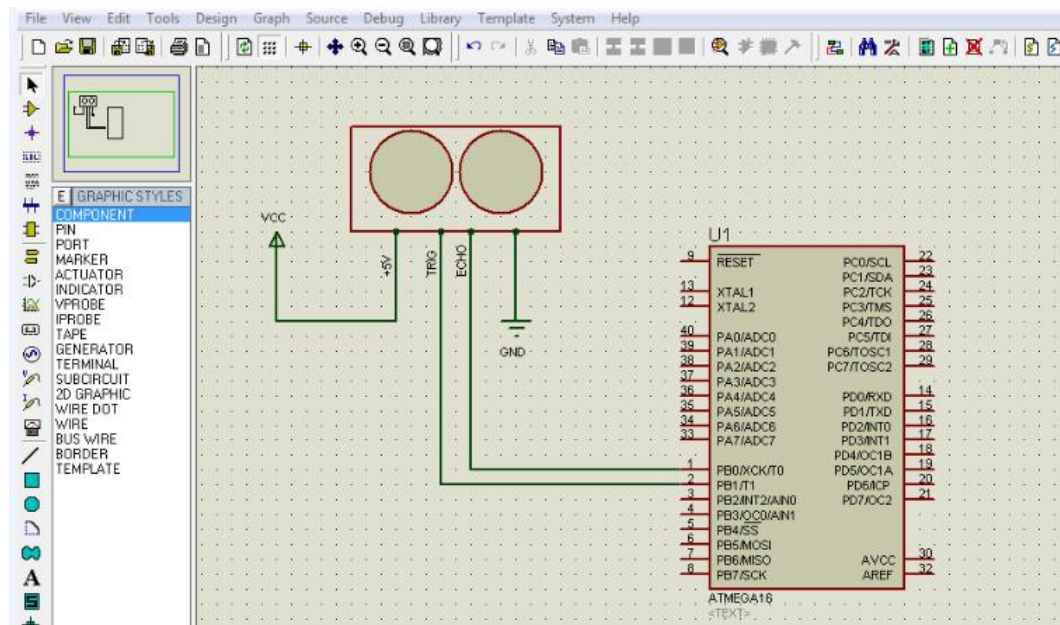 File View Edit Tools Design Graph Source Debug Library Template System Help
E GRAPHIC STYLES
COMPONENT
PIN
PORT
MARKER
ACTUATOR
INDICATOR
VPROBE
IPROBE
TAPE
GENERATOR
TERMINAL
SUBCIRCUIT
2D GRAPHIC
WIRE DOT
WIRE
BUS WIRE
BORDER
TEMPLATE
A
S
VCC
+5V
TRIG
ECHO
GND
U1
9 RESET PC0/SCL 22
PC1/SDA 23
13 XTAL1 PC2/TCK 24
12 XTAL2 PC3/TMS 25
PC4/TDO 26
40 PA0/ADC0 PC5/TDI 27
39 PA1/ADC1 PC6/TOSC1 28
38 PA2/ADC2 PC7/TOSC2 29
37 PA3/ADC3
36 PA4/ADC4 PD0/RXD 14
35 PA5/ADC5 PD1/TXD 15
34 PA6/ADC6 PD2/INT0 16
33 PA7/ADC7 PD3/INT1 17
PD4/OC1B 18
1 PB0/XCK/T0 PD5/OC1A 19
2 PB1/T1 PD6/ICP 20
3 PB2/INT2/AIN0 PD7/OC2 21
4 PB3/OC0/AIN1
5 PB4/SS
6 PB5/MOSI
7 PB6/MISO AVCC 30
8 PB7/SCK AREF 32
ATMEGA16
<TEXT>